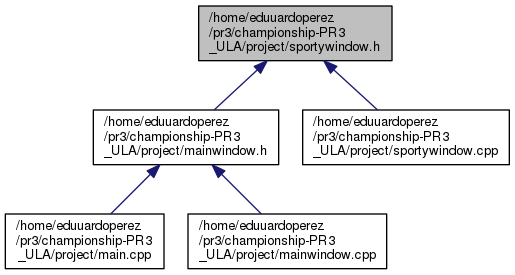 /home/eduuardoperez
/pr3/championship-PR3
_ULA/project/sportywindow.h
/home/eduuardoperez
/pr3/championship-PR3
_ULA/project/mainwindow.h
/home/eduuardoperez
/pr3/championship-PR3
_ULA/project/sportywindow.cpp
/home/eduuardoperez
/pr3/championship-PR3
_ULA/project/main.cpp
/home/eduuardoperez
/pr3/championship-PR3
_ULA/project/mainwindow.cpp